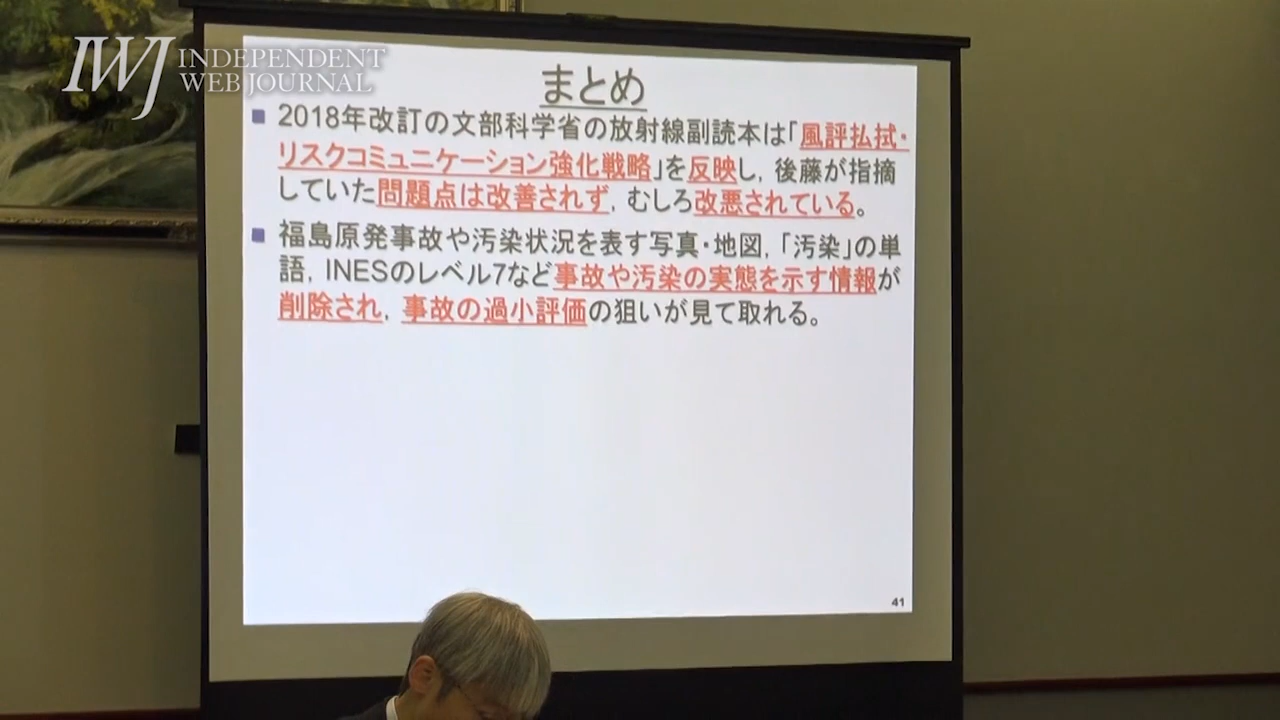 IWJ INDEPENDENT
WEB JOURNAL
まとめ
2018年改訂の文部科学省の放射線副読本は「風評払拭・
リスクコミュニケーション強化戦略」を反映し，後藤が指摘
していた問題点は改善されず，むしろ改悪されている。
福島原発事故や汚染状況を表す写真・地図，「汚染」の単
語，INESのレベル7など事故や汚染の実態を示す情報が
削除され，事故の過小評価の狙いが見て取れる。
41